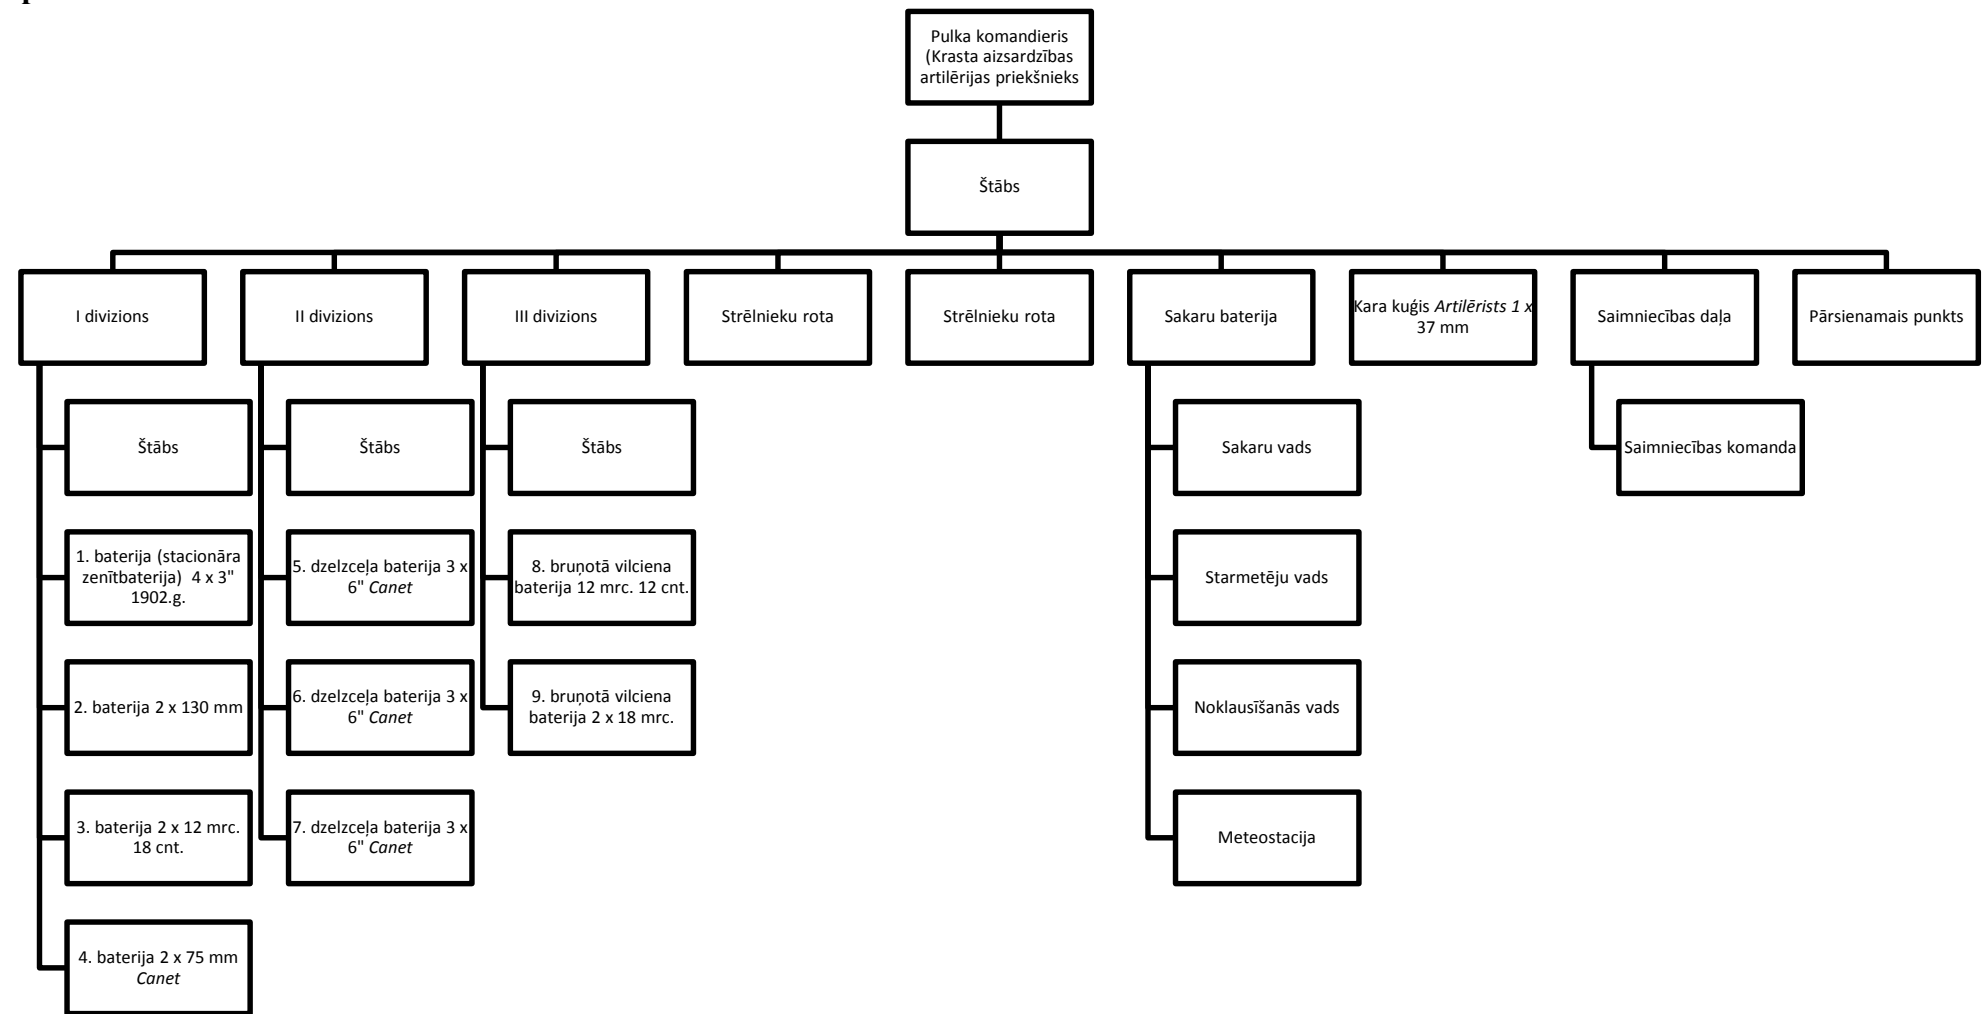 Pulka komandieris
(Krasta aizsardzības
artilērijas priekšnieks
Štābs
I divizions
II divizions
III divizions
Strēlnieku rota
Strēlnieku rota
Sakaru baterija
Kara kuģis Artilērists 1 x
37 mm
Saimniecības daļa
Pārsienamais punkts
Štābs
1. baterija (stacionāra
zenītbaterija) 4 x 3"
1902.g.
2. baterija 2 x 130 mm
3. baterija 2 x 12 mrc.
18 cnt.
4. baterija 2 x 75 mm
Canet
Štābs
5. dzelzceļa baterija 3 x
6" Canet
6. dzelzceļa baterija 3 x
6" Canet
7. dzelzceļa baterija 3 x
6" Canet
Štābs
8. bruņotā vilciena
baterija 12 mrc. 12 cnt.
9. bruņotā vilciena
baterija 2 x 18 mrc.
Sakaru vads
Starmetēju vads
Noklausīšanās vads
Meteostacija
Saimniecības komanda